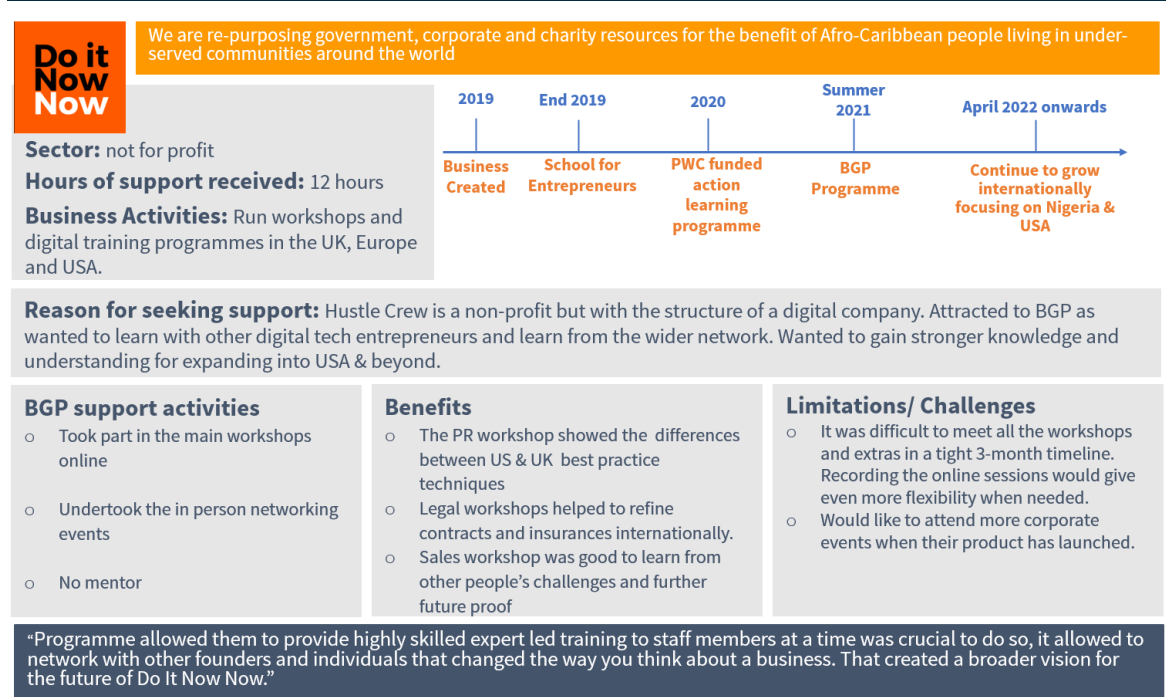 Do it
Now
Now
We are re-purposing government, corporate and charity resources for the benefit of Afro-Caribbean people living in under-
served communities around the world
Sector: not for profit
Hours of support received: 12 hours
Business Activities: Run workshops and
digital training programmes in the UK, Europe
and USA.
2019
Business
Created
End 2019
School for
Entrepreneurs
2020
PWC funded
action
learning
programme
Summer
2021
BGP
Programme
April 2022 onwards
Continue to grow
internationally
focusing on Nigeria &
USA
Reason for seeking support: Hustle Crew is a non-profit but with the structure of a digital company. Attracted to BGP as
wanted to learn with other digital tech entrepreneurs and learn from the wider network. Wanted to gain stronger knowledge and
understanding for expanding into USA & beyond.
BGP support activities
o Took part in the main workshops
online
o Undertook the in person networking
events
o No mentor
Benefits
o The PR workshop showed the differences
between US & UK best practice
techniques
o Legal workshops helped to refine
contracts and insurances internationally.
o Sales workshop was good to learn from
other people's challenges and further
future proof
Limitations/ Challenges
o It was difficult to meet all the workshops
and extras in a tight 3-month timeline.
Recording the online sessions would give
even more flexibility when needed.
o Would like to attend more corporate
events when their product has launched.
“Programme allowed them to provide highly skilled expert led training to staff members at a time was crucial to do so, it allowed to
network with other founders and individuals that changed the way you think about a business. That created a broader vision for
the future of Do It Now Now.”